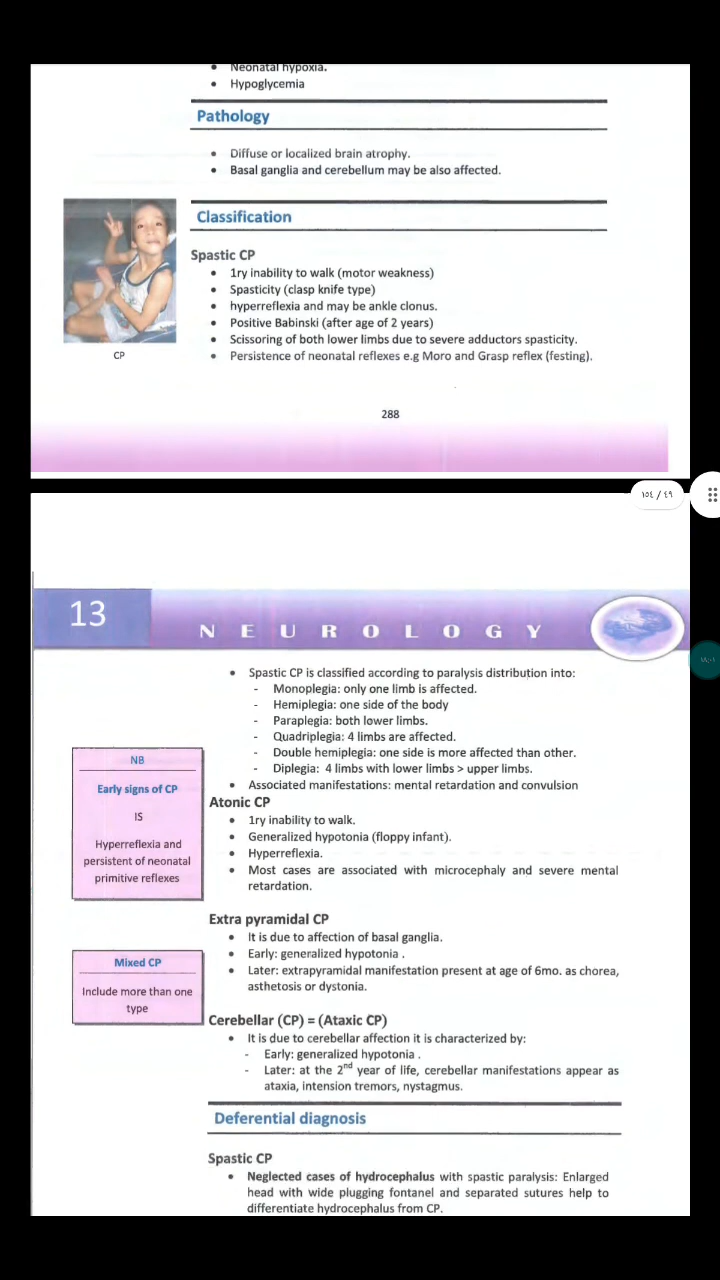 • Neonatal hypoxia.
• Hypoglycemia
Pathology
• Diffuse or localized brain atrophy.
• Basal ganglia and cerebellum may be also affected.
Classification
Spastic CP
• 1ry inability to walk (motor weakness)
• Spasticity (clasp knife type)
• hyperreflexia and may be ankle clonus.
• Positive Babinski (after age of 2 years)
• Scissoring of both lower limbs due to severe adductors spasticity.
• Persistence of neonatal reflexes e.g Moro and Grasp reflex (festing).
CP
288
١٥٤ / ٤٩
13
NEUROLOGY
• Spastic CP is classified according to paralysis distribution into:
- Monoplegia: only one limb is affected.
- Hemiplegia: one side of the body
- Paraplegia: both lower limbs.
- Quadriplegia: 4 limbs are affected.
- Double hemiplegia: one side is more affected than other.
- Diplegia: 4 limbs with lower limbs > upper limbs.
• Associated manifestations: mental retardation and convulsion
NB
Early signs of CP
IS
Hyperreflexia and
persistent of neonatal
primitive reflexes
Atonic CP
• 1ry inability to walk.
• Generalized hypotonia (floppy infant).
• Hyperreflexia.
• Most cases are associated with microcephaly and severe mental
retardation.
Extra pyramidal CP
• It is due to affection of basal ganglia.
• Early: generalized hypotonia .
• Later: extrapyramidal manifestation present at age of 6mo. as chorea,
asthetosis or dystonia.
Mixed CP
Include more than one
type
Cerebellar (CP) = (Ataxic CP)
• It is due to cerebellar affection it is characterized by:
- Early: generalized hypotonia .
- Later: at the 2nd year of life, cerebellar manifestations appear as
ataxia, intension tremors, nystagmus.
Deferential diagnosis
Spastic CP
• Neglected cases of hydrocephalus with spastic paralysis: Enlarged
head with wide plugging fontanel and separated sutures help to
differentiate hydrocephalus from CP.